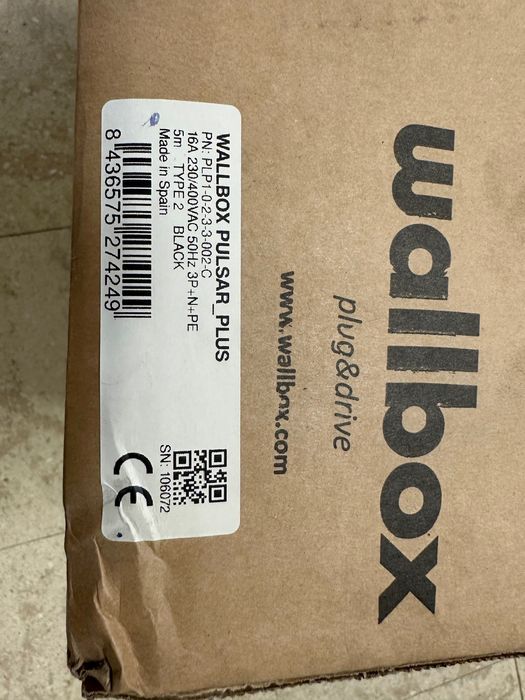 wallbox
plug&drive
www.wallbox.com
WALLBOX PULSAR_PLUS
PN: PLP1-0-2-3-3-002-C
16A 230/400VAC 50Hz 3P+N+PE
5m TYPE 2 BLACK
Made in Spain
8 436575 274249
SN: 106072
CE